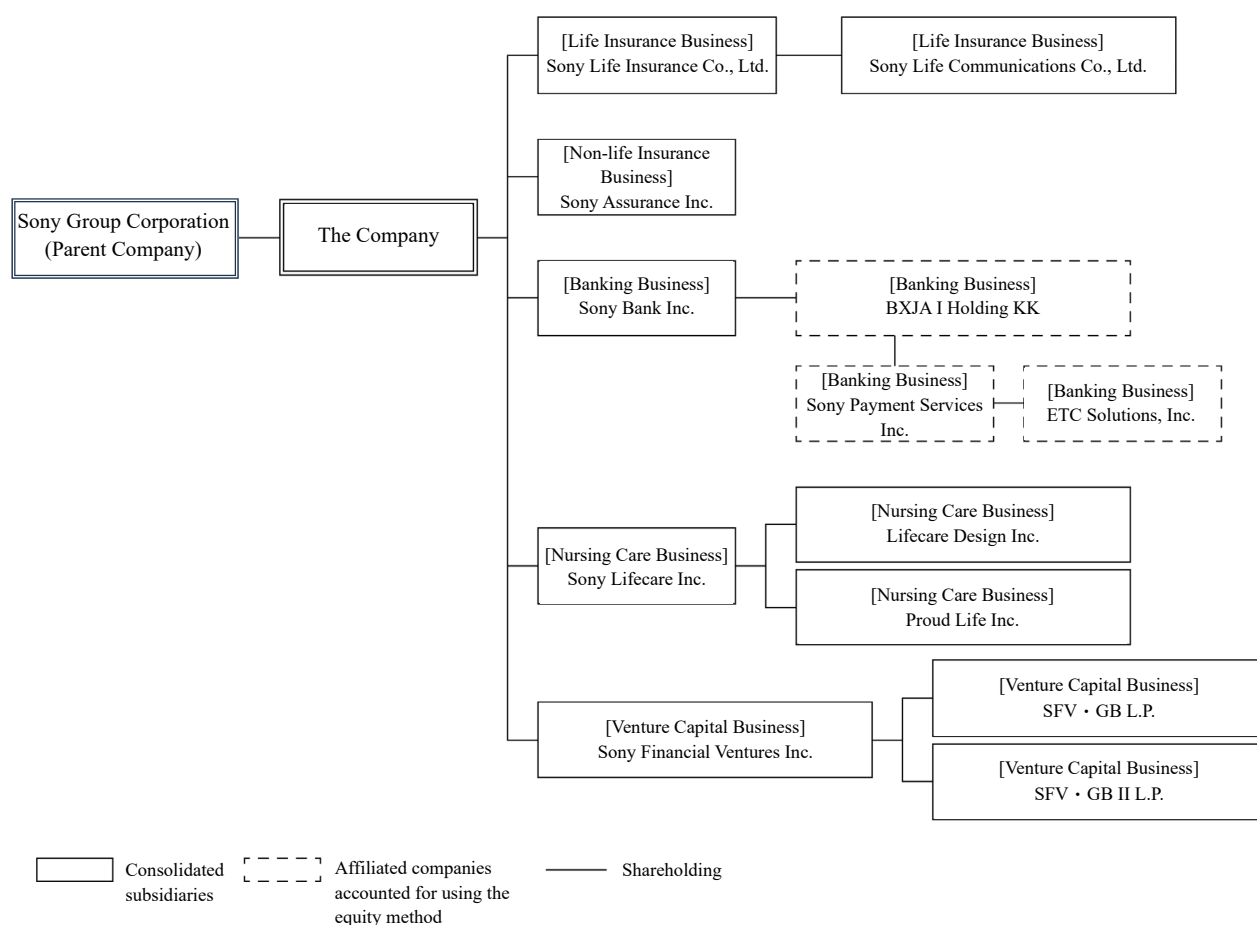 [Life Insurance Business]
Sony Life Insurance Co., Ltd.
[Life Insurance Business]
Sony Life Communications Co., Ltd.
[Non-life Insurance
Business]
Sony Assurance Inc.
Sony Group Corporation
(Parent Company)
The Company
[Banking Business]
Sony Bank Inc.
[Banking Business]
BXJA I Holding KK
[Banking Business]
Sony Payment Services
Inc.
[Banking Business]
ETC Solutions, Inc.
[Nursing Care Business]
Sony Lifecare Inc.
[Nursing Care Business]
Lifecare Design Inc.
[Nursing Care Business]
Proud Life Inc.
[Venture Capital Business]
Sony Financial Ventures Inc.
[Venture Capital Business]
SFV・GB L.P.
[Venture Capital Business]
SFV・GB II L.P.
Consolidated
subsidiaries
Affiliated companies
accounted for using the
equity method
Shareholding